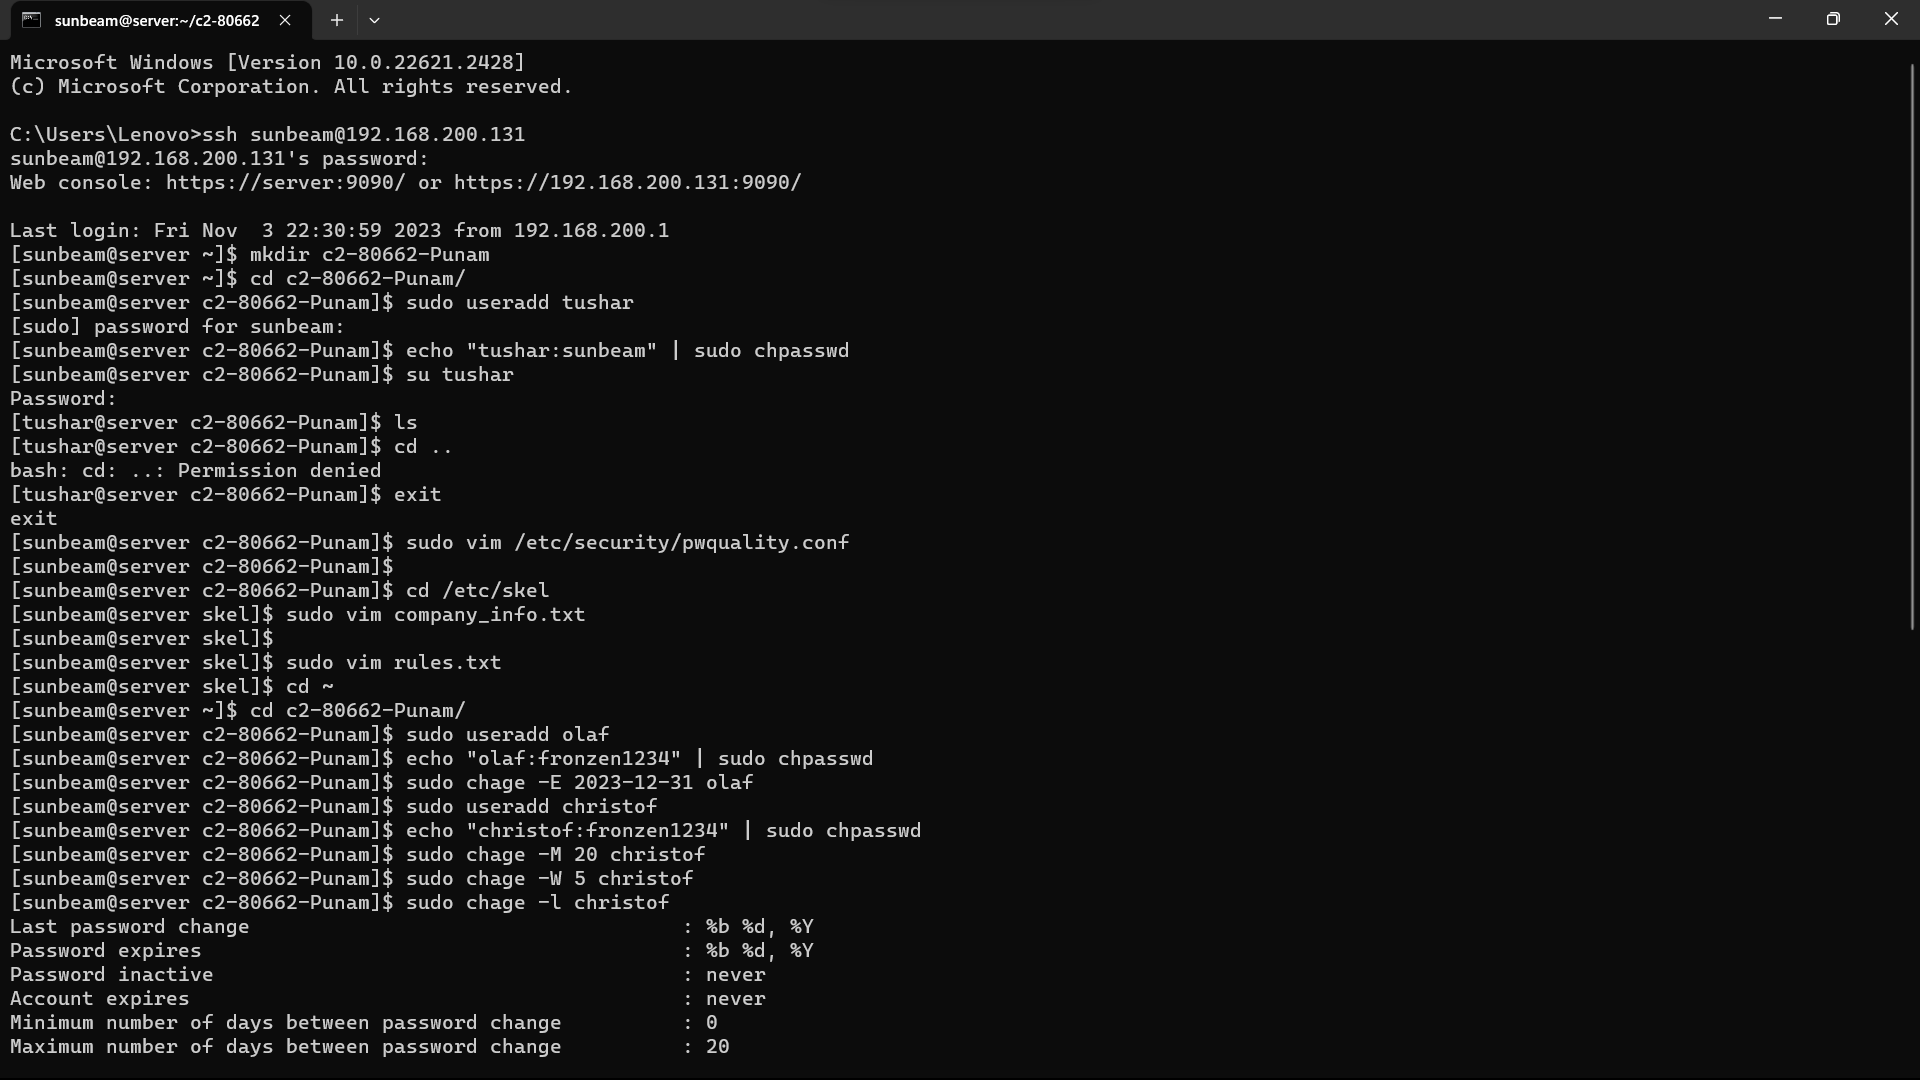 sunbeam@server:~/c2-80662
Microsoft Windows [Version 10.0.22621.2428]
(c) Microsoft Corporation. All rights reserved.
C:\Users\Lenovo>ssh sunbeam@192.168.200.131
sunbeam@192.168.200.131's password:
Web console: https://server:9090/ or https://192.168.200.131:9090/
Last login: Fri Nov  3 22:30:59 2023 from 192.168.200.1
[sunbeam@server ~]$ mkdir c2-80662-Punam
[sunbeam@server ~]$ cd c2-80662-Punam/
[sunbeam@server c2-80662-Punam]$ sudo useradd tushar
[sudo] password for sunbeam:
[sunbeam@server c2-80662-Punam]$ echo "tushar:sunbeam" | sudo chpasswd
[sunbeam@server c2-80662-Punam]$ su tushar
Password:
[tushar@server c2-80662-Punam]$ ls
[tushar@server c2-80662-Punam]$ cd ..
bash: cd: ..: Permission denied
[tushar@server c2-80662-Punam]$ exit
exit
[sunbeam@server c2-80662-Punam]$ sudo vim /etc/security/pwquality.conf
[sunbeam@server c2-80662-Punam]$
[sunbeam@server c2-80662-Punam]$ cd /etc/skel
[sunbeam@server skel]$ sudo vim company_info.txt
[sunbeam@server skel]$
[sunbeam@server skel]$ sudo vim rules.txt
[sunbeam@server skel]$ cd ~
[sunbeam@server ~]$ cd c2-80662-Punam/
[sunbeam@server c2-80662-Punam]$ sudo useradd olaf
[sunbeam@server c2-80662-Punam]$ echo "olaf:fronzen1234" | sudo chpasswd
[sunbeam@server c2-80662-Punam]$ sudo chage -E 2023-12-31 olaf
[sunbeam@server c2-80662-Punam]$ sudo useradd christof
[sunbeam@server c2-80662-Punam]$ echo "christof:fronzen1234" | sudo chpasswd
[sunbeam@server c2-80662-Punam]$ sudo chage -M 20 christof
[sunbeam@server c2-80662-Punam]$ sudo chage -W 5 christof
[sunbeam@server c2-80662-Punam]$ sudo chage -l christof
Last password change                                    : %b %d, %Y
Password expires                                        : %b %d, %Y
Password inactive                                       : never
Account expires                                         : never
Minimum number of days between password change          : 0
Maximum number of days between password change          : 20